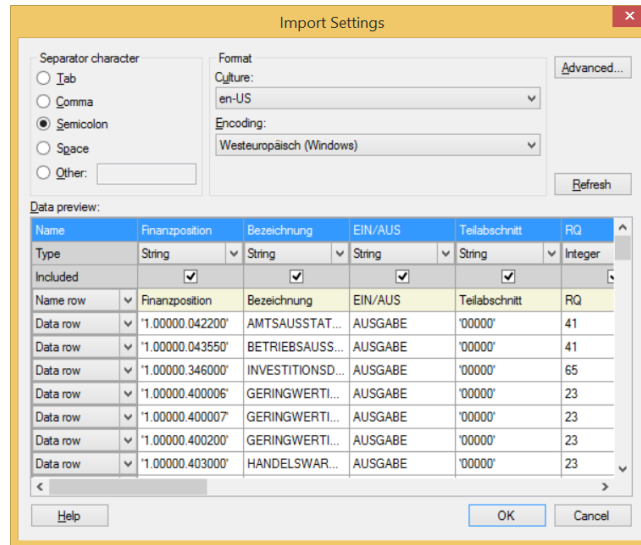 Import Settings
Separator character
Tab
Comma
Semicolon
Space
Other:
Format
Culture:
en-US
Encoding:
Westeuropäisch (Windows)
Advanced...
Refresh
Data preview:
Name Finanzposition Bezeichnung EIN/AUS Teilabschnitt RQ
Type String String String String Integer
Included
Name row Finanzposition Bezeichnung EIN/AUS Teilabschnitt RQ
Data row '1.00000.042200' AMTSAUSSTAT... AUSGABE '00000' 41
Data row '1.00000.043550' BETRIEBSAUSS... AUSGABE '00000' 41
Data row '1.00000.346000' INVESTITIONSD... AUSGABE '00000' 65
Data row '1.00000.400006' GERINGWERTI... AUSGABE '00000' 23
Data row '1.00000.400007' GERINGWERTI... AUSGABE '00000' 23
Data row '1.00000.400200' GERINGWERTI... AUSGABE '00000' 23
Data row '1.00000.403000' HANDELSWAR... AUSGABE '00000' 23
Help OK Cancel